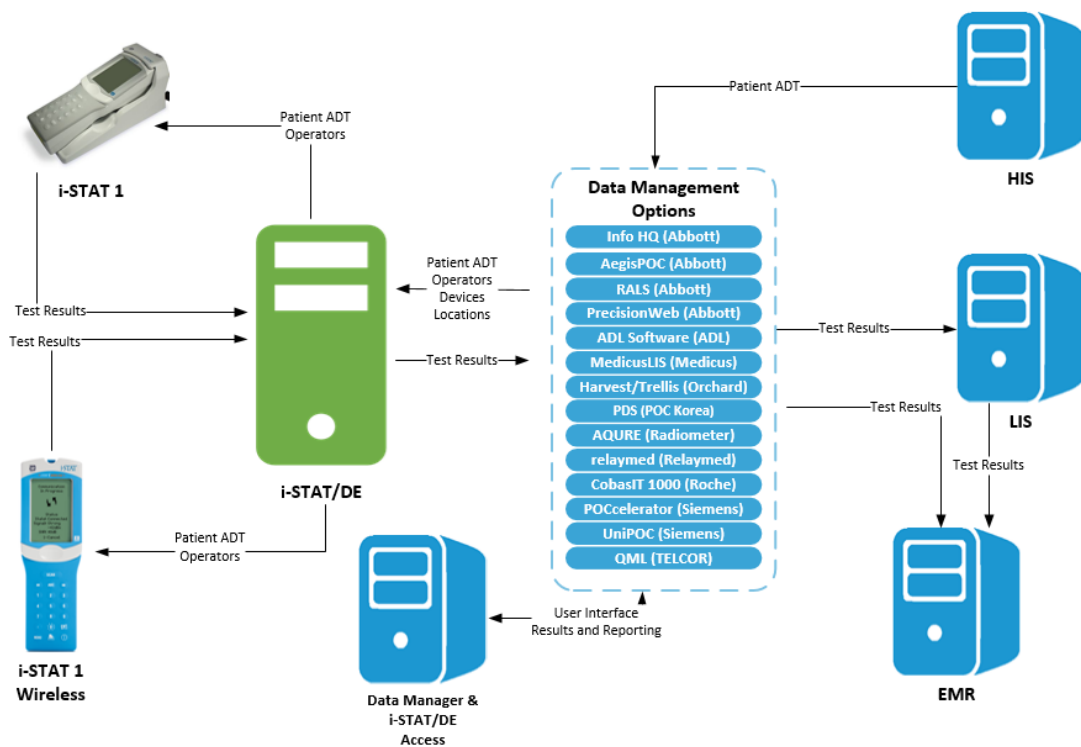 Patient ADT
Operators
i-STAT 1
Patient ADT
HIS
Data Management
Options
Info HQ (Abbott)
AegisPOC (Abbott)
RALS (Abbott)
PrecisionWeb (Abbott)
ADL Software (ADL)
MedicusLIS (Medicus)
Harvest/Trellis (Orchard)
PDS (POC Korea)
AQURE (Radiometer)
relaymed (Relaymed)
CobasIT 1000 (Roche)
POCcelerator (Siemens)
UniPOC (Siemens)
QML (TELCOR)
Patient ADT
Operators
Devices
Locations
Test Results
Test Results
Test Results
Test Results
LIS
Test Results
Test Results
i-STAT/DE
Patient ADT
Operators
User Interface
Results and Reporting
i-STAT 1
Wireless
Data Manager &
i-STAT/DE
Access
EMR